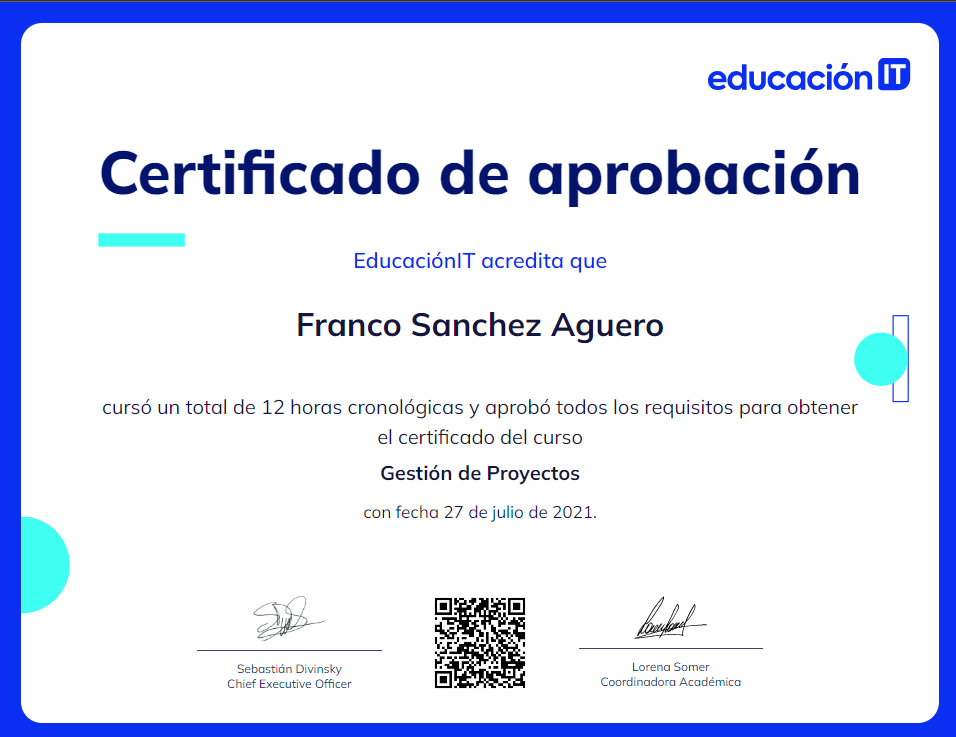 educaciónIT
Certificado de aprobación
EducaciónIT acredita que
Franco Sanchez Aguero
cursó un total de 12 horas cronológicas y aprobó todos los requisitos para obtener
el certificado del curso
Gestión de Proyectos
con fecha 27 de julio de 2021.
Sebastián Divinsky
Chief Executive Officer
Lorena Somer
Coordinadora Académica